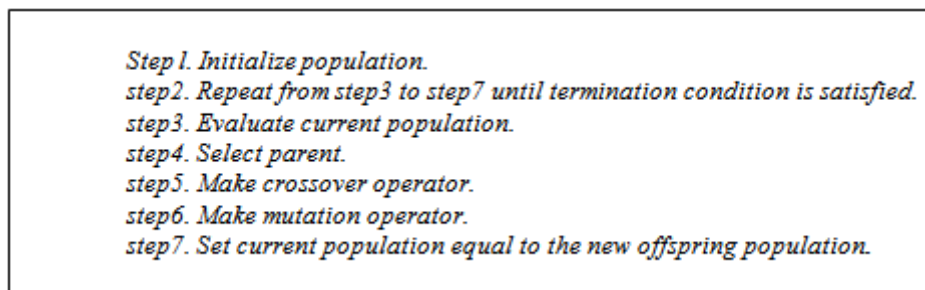 Step l. Initialize population.
step2. Repeat from step3 to step7 until termination condition is satisfied.
step3. Evaluate current population.
step4. Select parent.
step5. Make crossover operator.
step6. Make mutation operator.
step7. Set current population equal to the new offspring population.